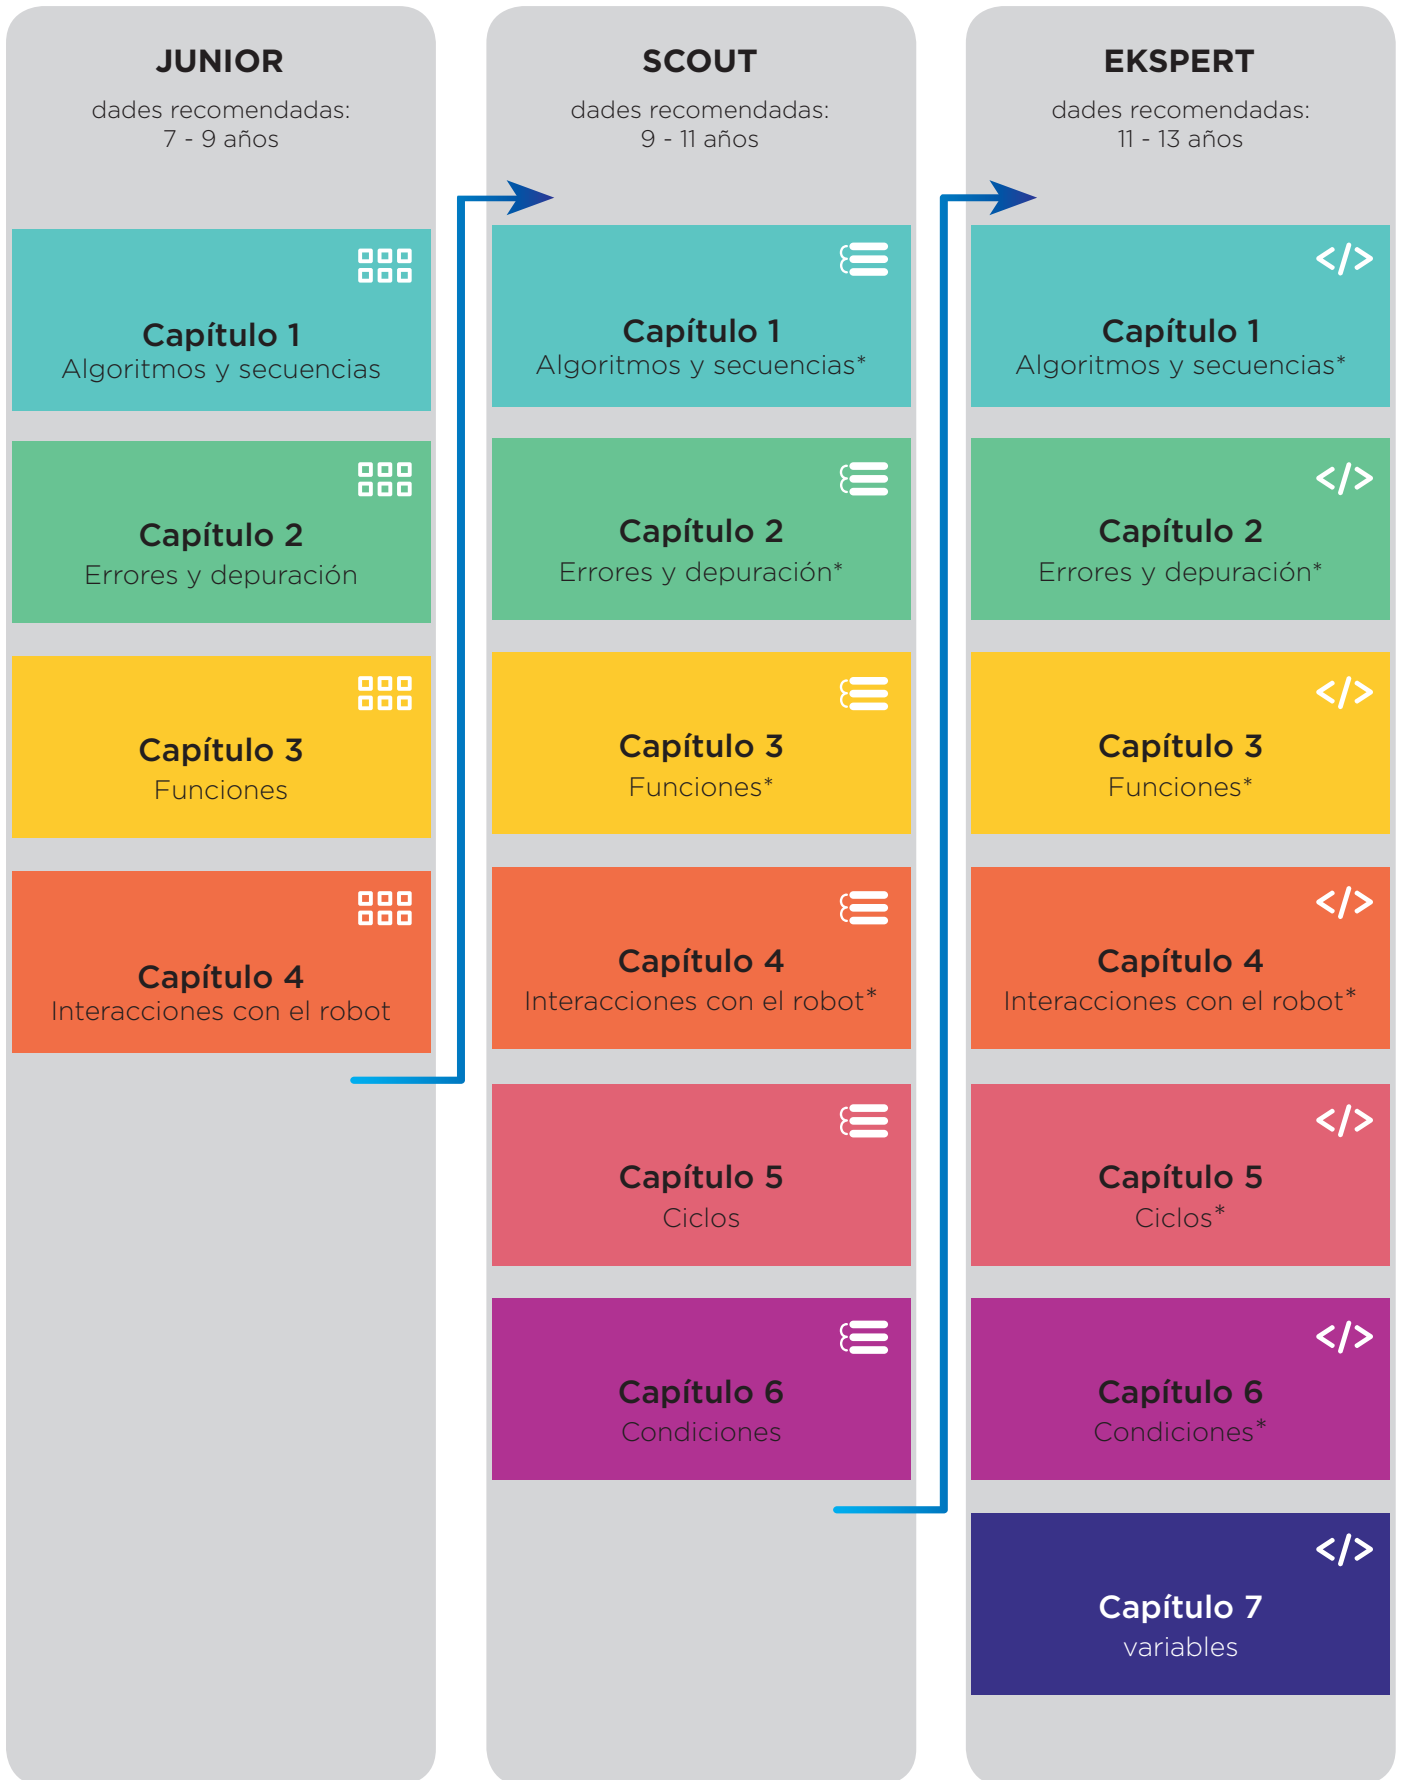 JUNIOR
dades recomendadas:
7 - 9 años
Capítulo 1
Algoritmos y secuencias
Capítulo 2
Errores y depuración
Capítulo 3
Funciones
Capítulo 4
Interacciones con el robot
SCOUT
dades recomendadas:
9 - 11 años
Capítulo 1
Algoritmos y secuencias*
Capítulo 2
Errores y depuración*
Capítulo 3
Funciones*
Capítulo 4
Interacciones con el robot*
Capítulo 5
Ciclos
Capítulo 6
Condiciones
EKSPERT
dades recomendadas:
11 - 13 años
</>
Capítulo 1
Algoritmos y secuencias*
</>
Capítulo 2
Errores y depuración*
</>
Capítulo 3
Funciones*
</>
Capítulo 4
Interacciones con el robot*
</>
Capítulo 5
Ciclos*
</>
Capítulo 6
Condiciones*
</>
Capítulo 7
variables